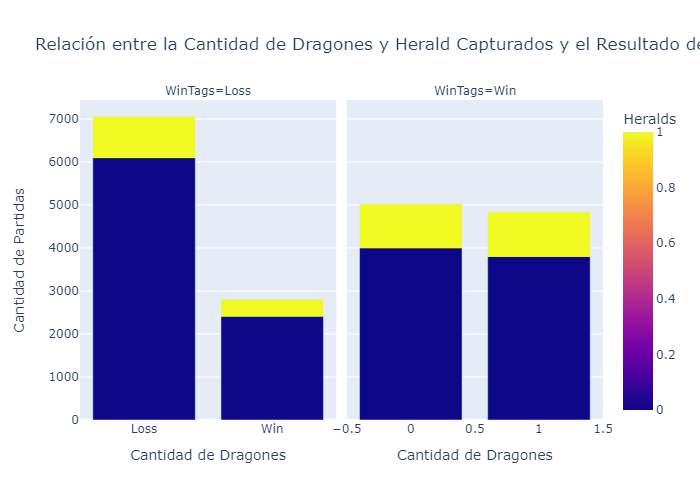 Relación entre la Cantidad de Dragones y Herald Capturados y el Resultado de
WinTags=Loss
WinTags=Win
Heralds
Cantidad de Partidas
7000
6000
5000
4000
3000
2000
1000
0
Loss
Win
−0.5
0
0.5
1
1.5
Cantidad de Dragones
Cantidad de Dragones
1
0.8
0.6
0.4
0.2
0